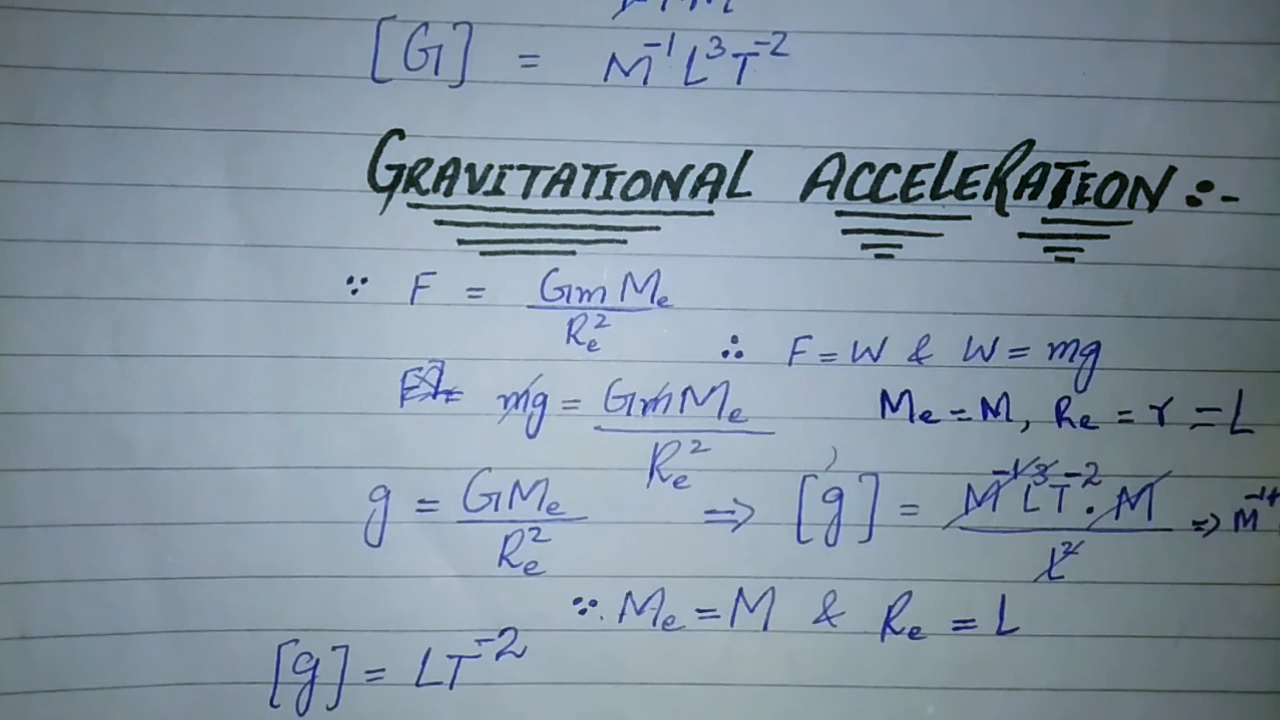 [G] = M⁻¹L³T⁻²
GRAVITATIONAL ACCELERATION :-
∵ F = GmMe / Re²
∴ F = W & W = mg
mg = GmMe / Re²
Me = M, Re = r = L
g = GMe / Re² ⇒ [g] = M⁻¹L³T⁻² . M / L² ⇒ M⁻¹⁺
∵ Me = M & Re = L
[g] = LT⁻²